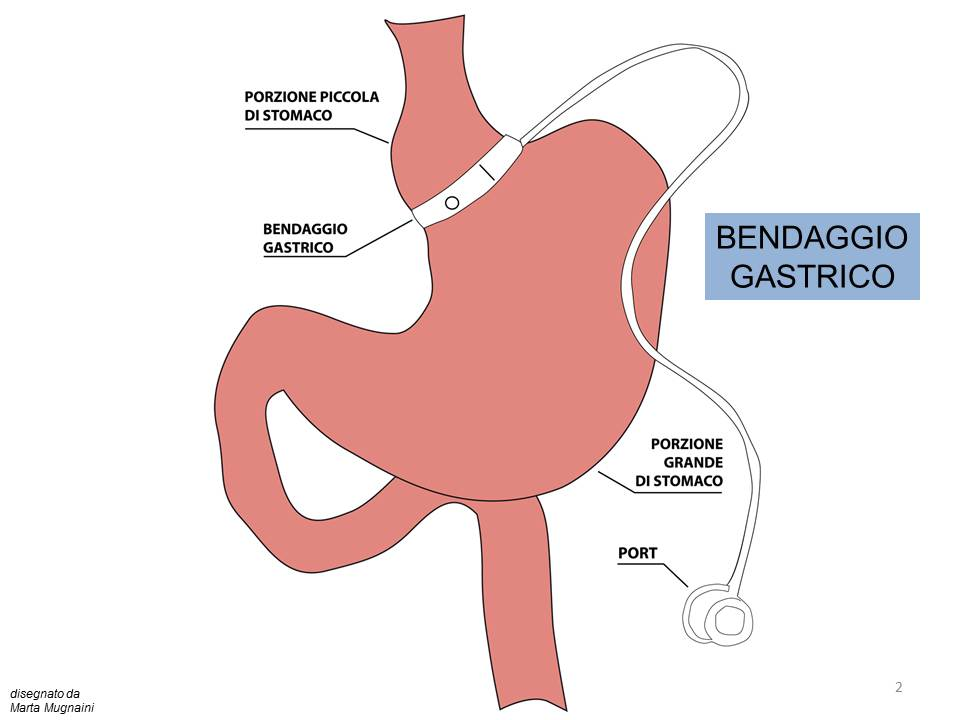 PORZIONE PICCOLA
DI STOMACO
BENDAGGIO
GASTRICO
BENDAGGIO
GASTRICO
PORZIONE
GRANDE
DI STOMACO
PORT
disegnato da
Marta Mugnaini
2